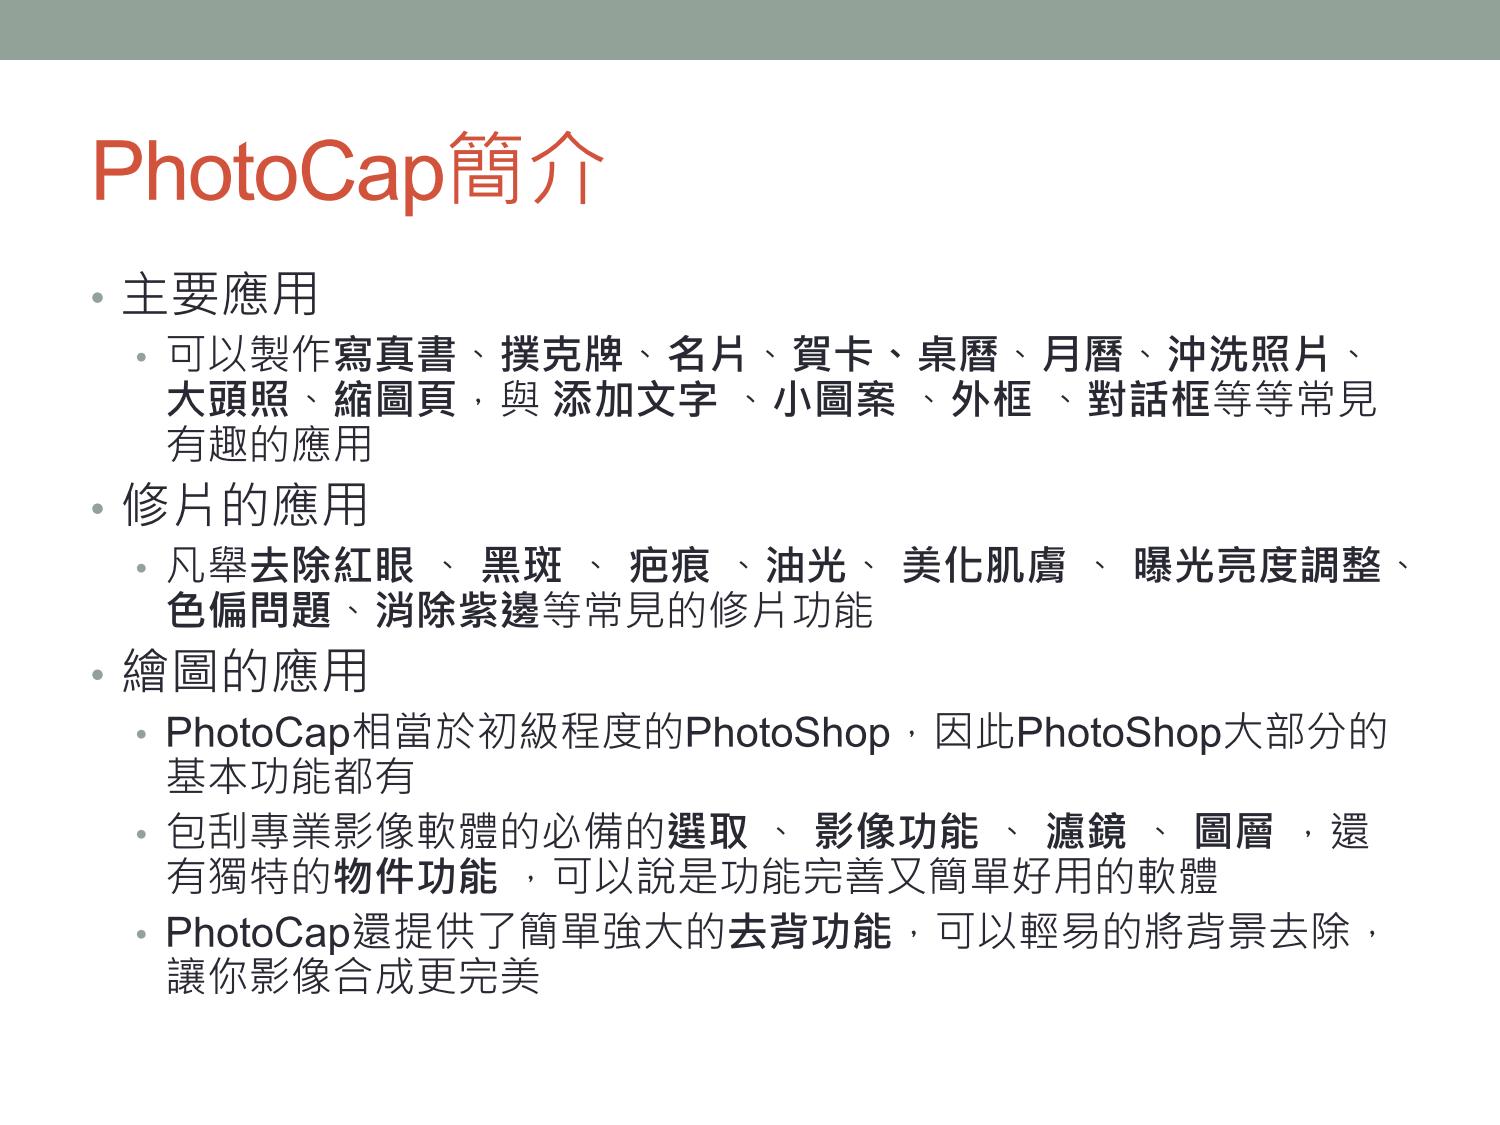 PhotoCap簡介
• 主要應用
• 可以製作寫真書、撲克牌、名片、賀卡、桌曆、月曆、沖洗照片、
大頭照、縮圖頁，與 添加文字 、小圖案 、外框 、對話框等等常見
有趣的應用
• 修片的應用
• 凡舉去除紅眼 、 黑斑 、 疤痕 、油光、 美化肌膚 、 曝光亮度調整、
色偏問題、消除紫邊等常見的修片功能
• 繪圖的應用
• PhotoCap相當於初級程度的PhotoShop，因此PhotoShop大部分的
基本功能都有
• 包刮專業影像軟體的必備的選取 、 影像功能 、 濾鏡 、 圖層 ，還
有獨特的物件功能 ，可以說是功能完善又簡單好用的軟體
• PhotoCap還提供了簡單強大的去背功能，可以輕易的將背景去除，
讓你影像合成更完美